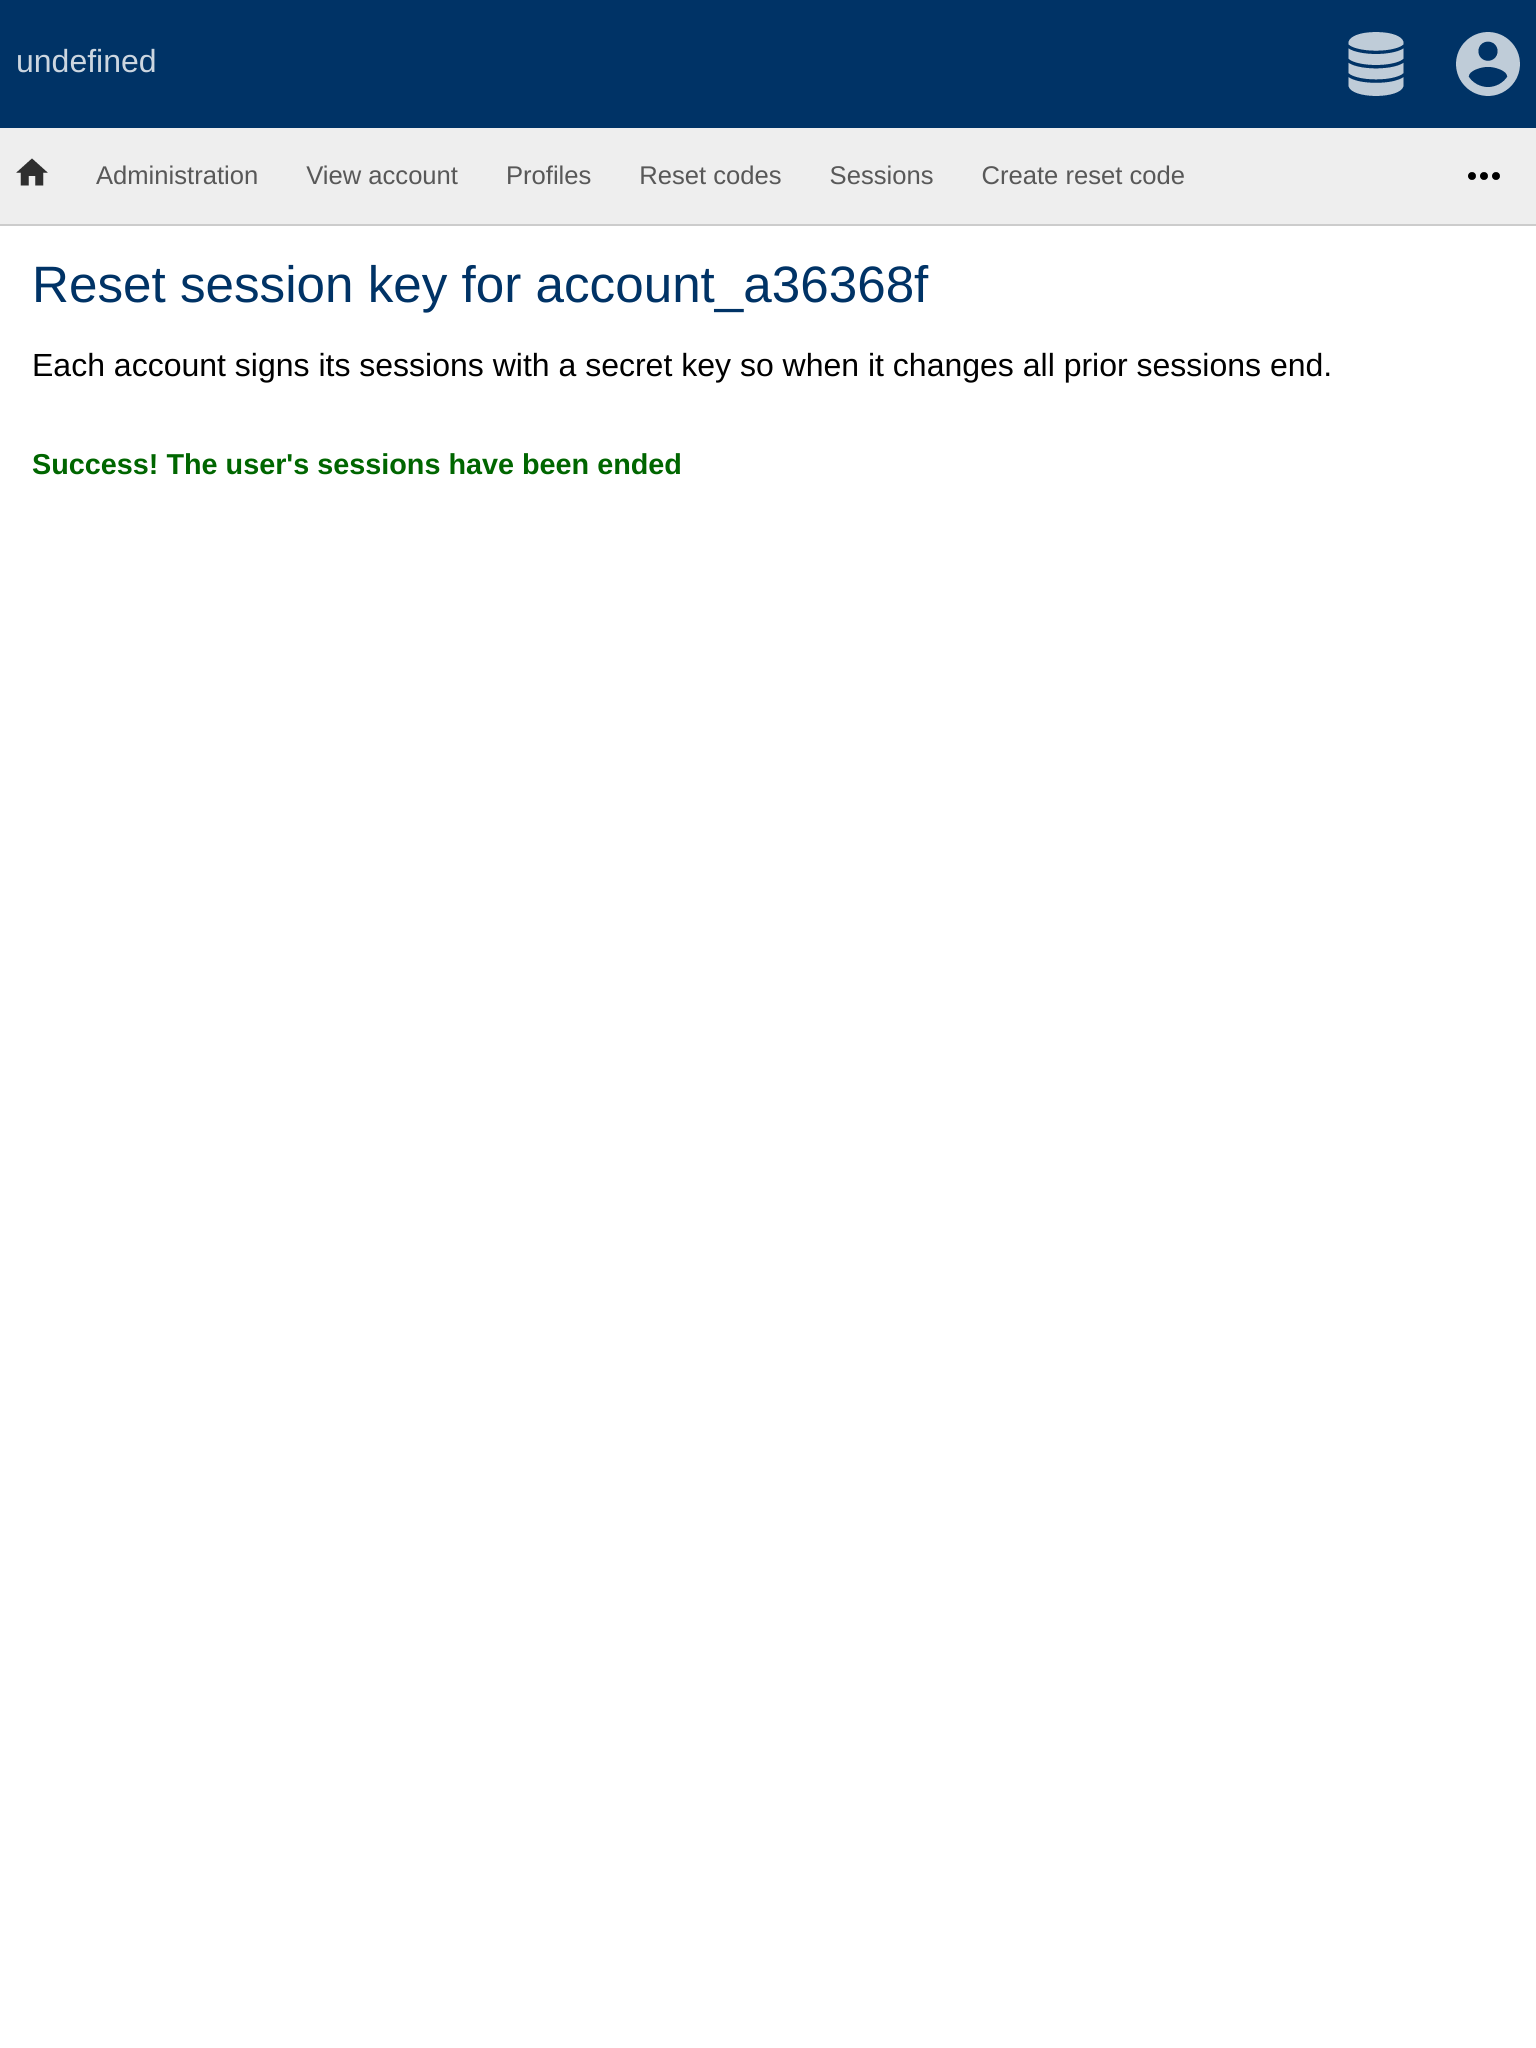 undefined
Administration View account Profiles Reset codes Sessions Create reset code
Reset session key for account_a36368f
Each account signs its sessions with a secret key so when it changes all prior sessions end.
Success! The user's sessions have been ended